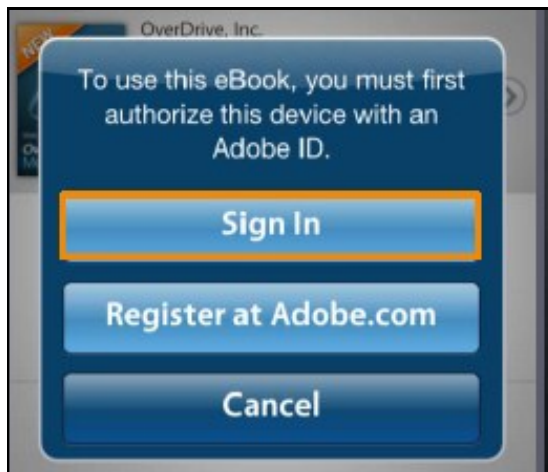 OverDrive, Inc.
NEW
To use this eBook, you must first
authorize this device with an
Adobe ID.
Sign In
Register at Adobe.com
Cancel